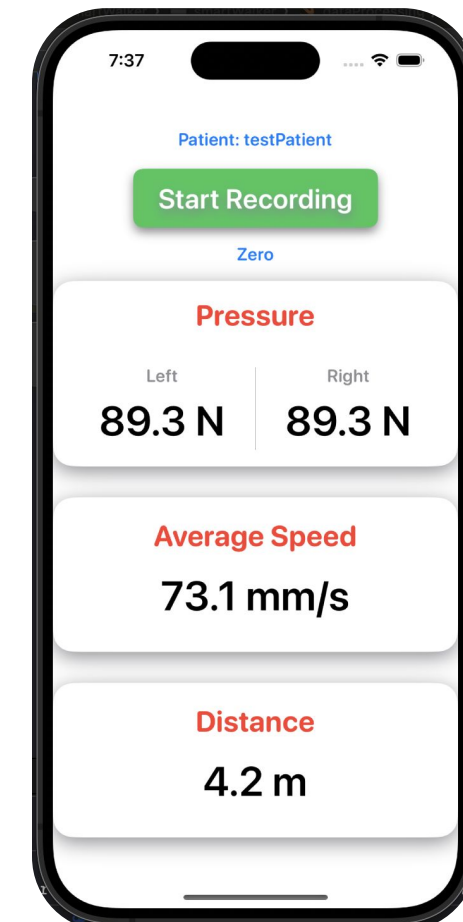 7:37
Patient: testPatient
Start Recording
Zero
Pressure
Left Right
89.3 N 89.3 N
Average Speed
73.1 mm/s
Distance
4.2 m